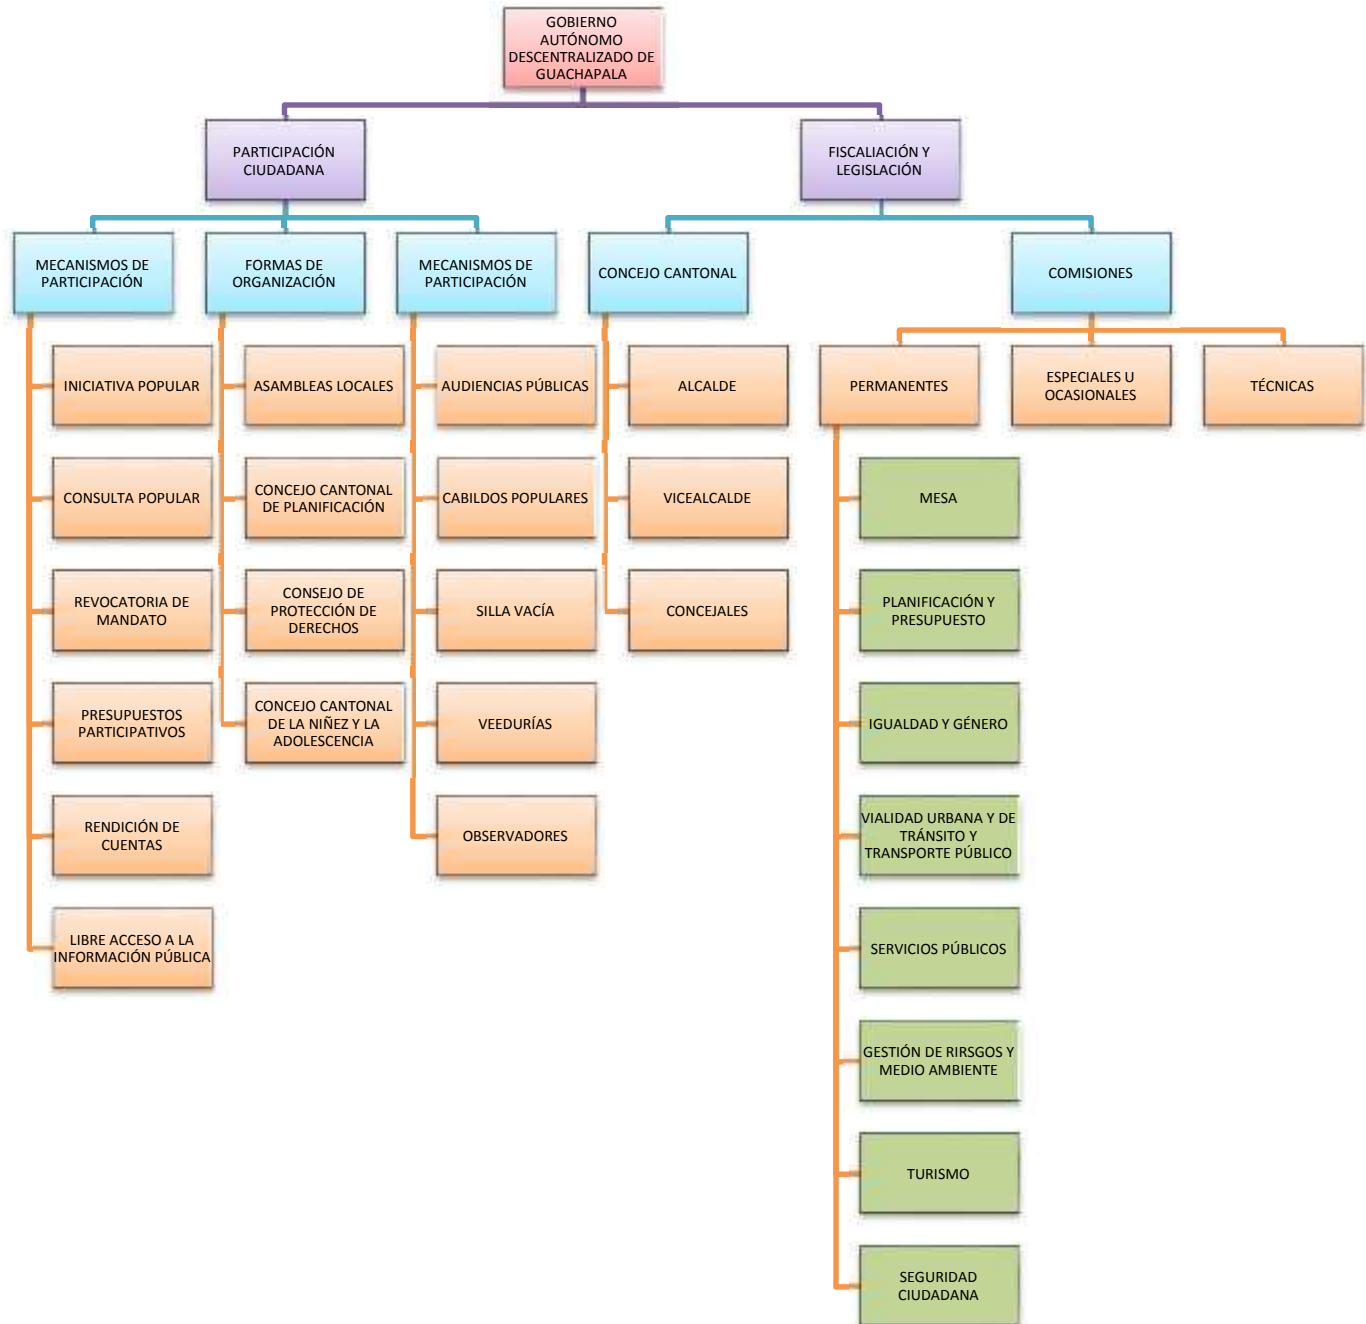 GOBIERNO
AUTÓNOMO
DESCENTRALIZADO DE
GUACHAPALA
PARTICIPACIÓN
CIUDADANA
FISCALIACIÓN Y
LEGISLACIÓN
MECANISMOS DE
PARTICIPACIÓN
FORMAS DE
ORGANIZACIÓN
MECANISMOS DE
PARTICIPACIÓN
CONCEJO CANTONAL
COMISIONES
INICIATIVA POPULAR
CONSULTA POPULAR
REVOCATORIA DE
MANDATO
PRESUPUESTOS
PARTICIPATIVOS
RENDICIÓN DE
CUENTAS
LIBRE ACCESO A LA
INFORMACIÓN PÚBLICA
ASAMBLEAS LOCALES
CONCEJO CANTONAL
DE PLANIFICACIÓN
CONSEJO DE
PROTECCIÓN DE
DERECHOS
CONCEJO CANTONAL
DE LA NIÑEZ Y LA
ADOLESCENCIA
AUDIENCIAS PÚBLICAS
CABILDOS POPULARES
SILLA VACÍA
VEEDURÍAS
OBSERVADORES
ALCALDE
VICEALCALDE
CONCEJALES
PERMANENTES
ESPECIALES U
OCASIONALES
TÉCNICAS
MESA
PLANIFICACIÓN Y
PRESUPUESTO
IGUALDAD Y GÉNERO
VIALIDAD URBANA Y DE
TRÁNSITO Y
TRANSPORTE PÚBLICO
SERVICIOS PÚBLICOS
GESTIÓN DE RIRSGOS Y
MEDIO AMBIENTE
TURISMO
SEGURIDAD
CIUDADANA